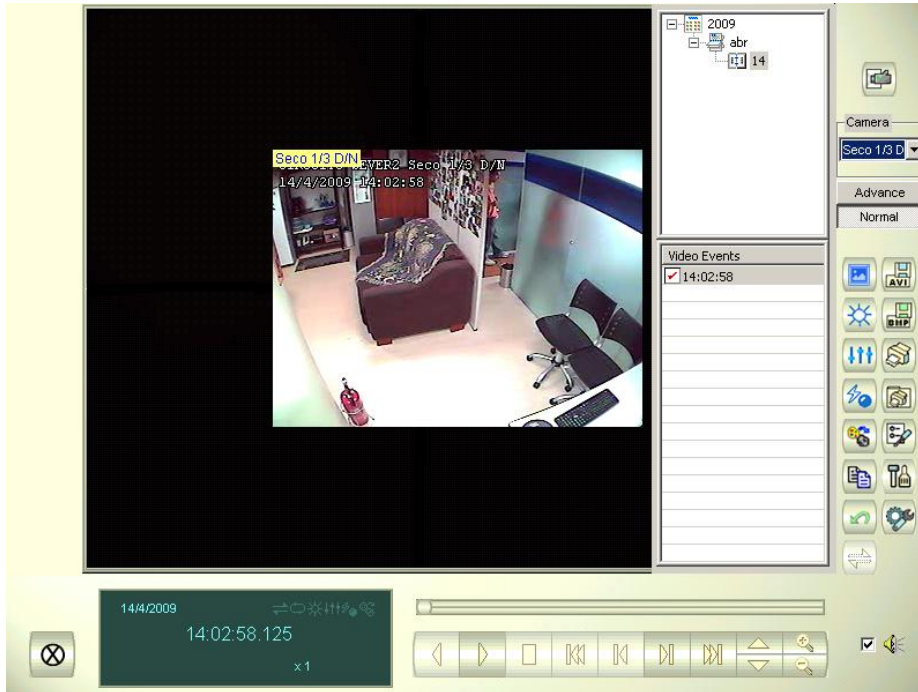 2009
abr
14
Camera
Seco 1/3 D
Advance
Normal
Seco 1/3 D/N
EVER2 Seco 1/3 D/N
14/4/2009 14:02:58
Video Events
14:02:58
AVI
BMP
14/4/2009
14:02:58.125
x 1